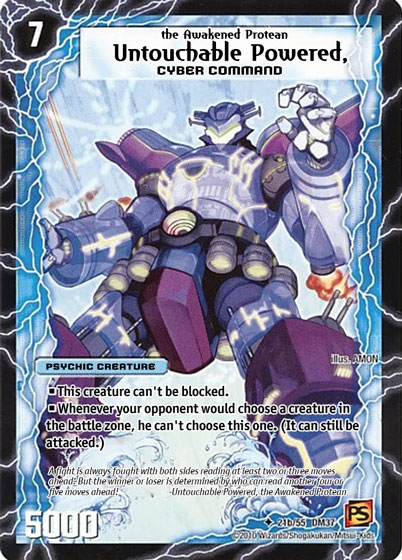 7
the Awakened Protean
Untouchable Powered,
CYBER COMMAND
illus. AMON
PSYCHIC CREATURE
▪ This creature can't be blocked.
▪ Whenever your opponent would choose a creature in
the battle zone, he can't choose this one. (It can still be
attacked.)
A fight is always fought with both sides reading at least two or three moves
ahead. But the winner or loser is determined by who can read another four or
five moves ahead! -Untouchable Powered, the Awakened Protean
5000
21b/55 DM37
PS
©2010 Wizards/Shogakukan/Mitsui-Kids